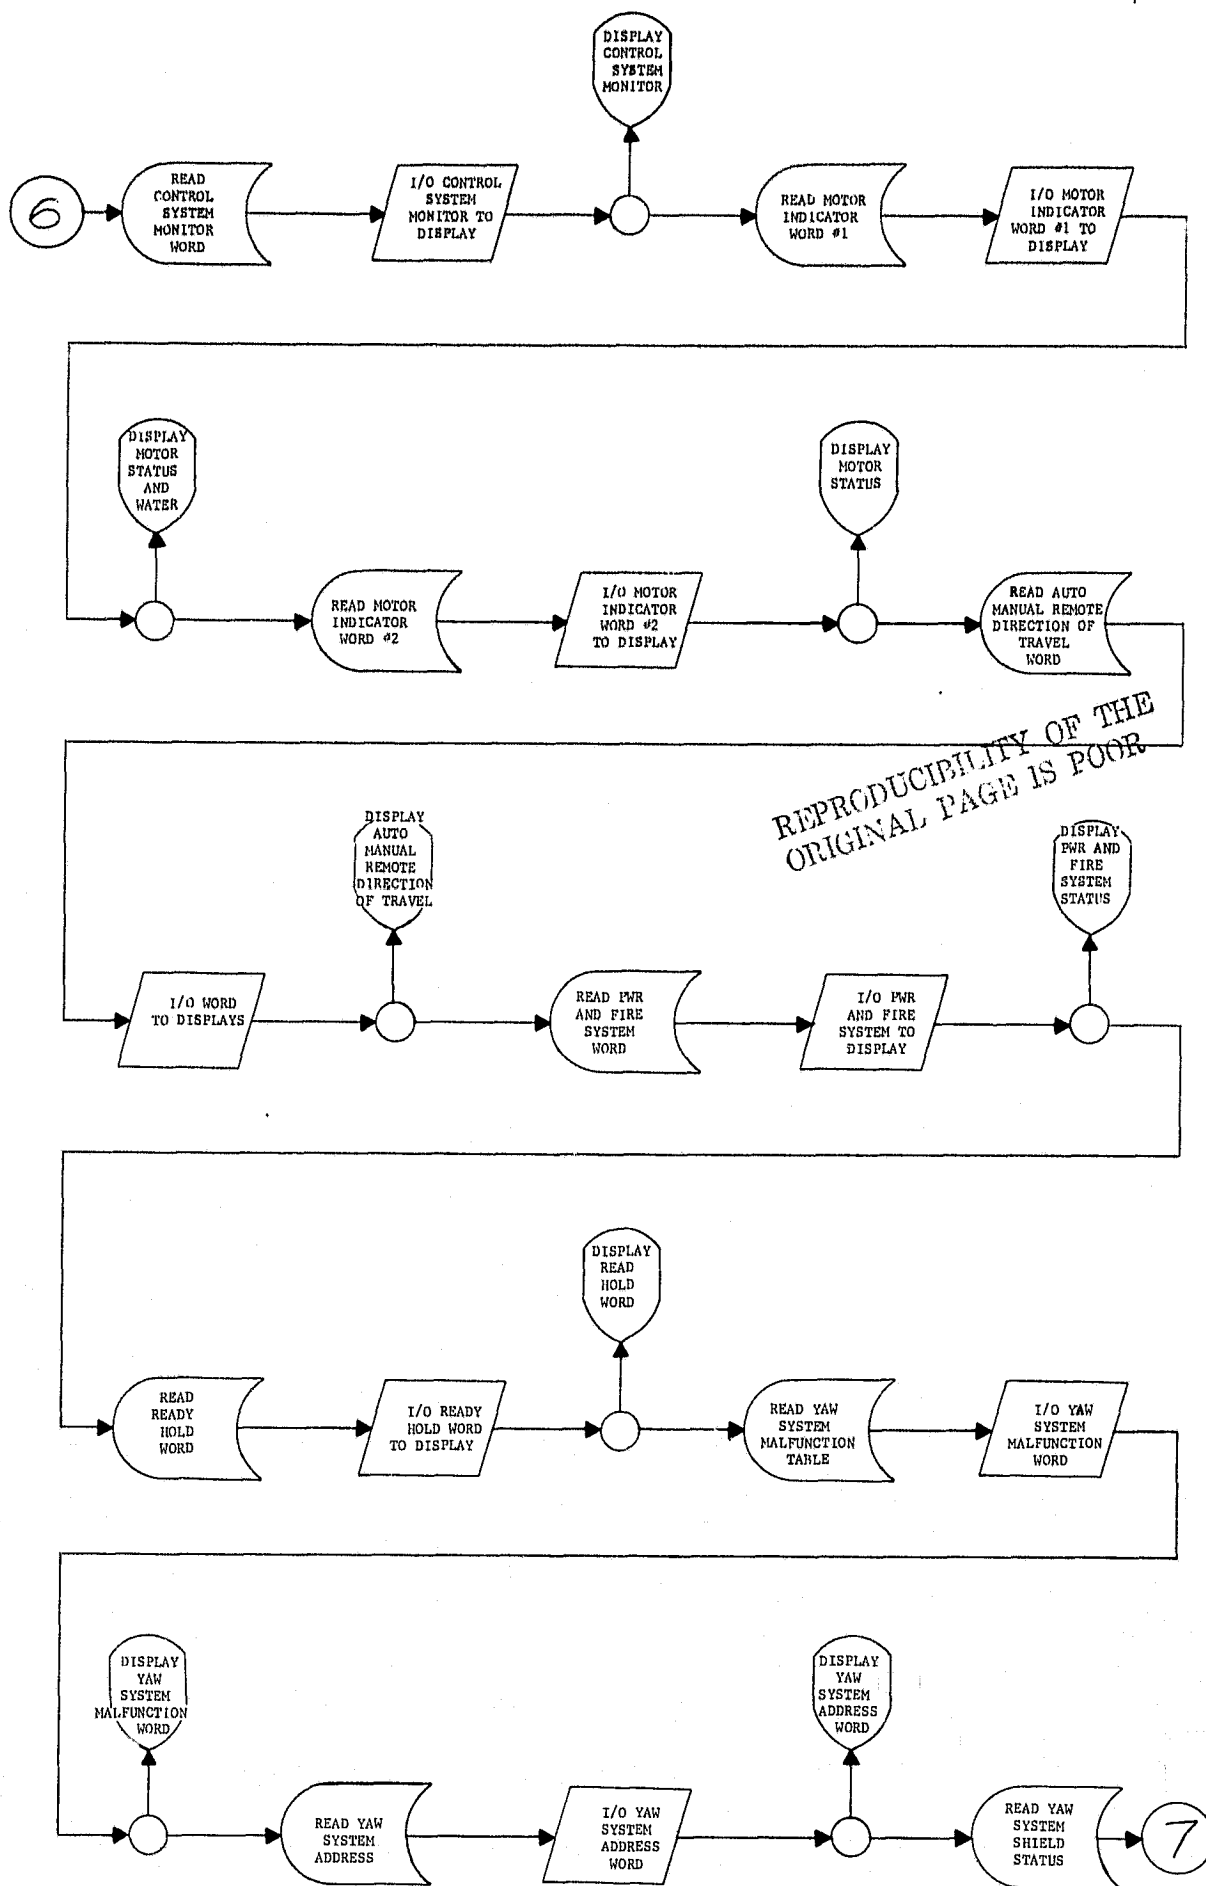 DISPLAY
CONTROL
SYSTEM
MONITOR
6
READ
CONTROL
SYSTEM
MONITOR
WORD
I/O CONTROL
SYSTEM
MONITOR TO
DISPLAY
READ MOTOR
INDICATOR
WORD #1
I/O MOTOR
INDICATOR
WORD #1 TO
DISPLAY
DISPLAY
MOTOR
STATUS
AND
WATER
READ MOTOR
INDICATOR
WORD #2
I/O MOTOR
INDICATOR
WORD #2
TO DISPLAY
DISPLAY
MOTOR
STATUS
READ AUTO
MANUAL REMOTE
DIRECTION OF
TRAVEL
WORD
REPRODUCIBILITY OF THE
ORIGINAL PAGE IS POOR
I/O WORD
TO DISPLAYS
DISPLAY
AUTO
MANUAL
REMOTE
DIRECTION
OF TRAVEL
READ PWR
AND FIRE
SYSTEM
WORD
I/O PWR
AND FIRE
SYSTEM TO
DISPLAY
DISPLAY
PWR AND
FIRE
SYSTEM
STATUS
READ
READY
HOLD
WORD
I/O READY
HOLD WORD
TO DISPLAY
DISPLAY
READ
HOLD
WORD
READ YAW
SYSTEM
MALFUNCTION
TABLE
I/O YAW
SYSTEM
MALFUNCTION
WORD
DISPLAY
YAW
SYSTEM
MALFUNCTION
WORD
READ YAW
SYSTEM
ADDRESS
I/O YAW
SYSTEM
ADDRESS
WORD
DISPLAY
YAW
SYSTEM
ADDRESS
WORD
READ YAW
SYSTEM
SHIELD
STATUS
7